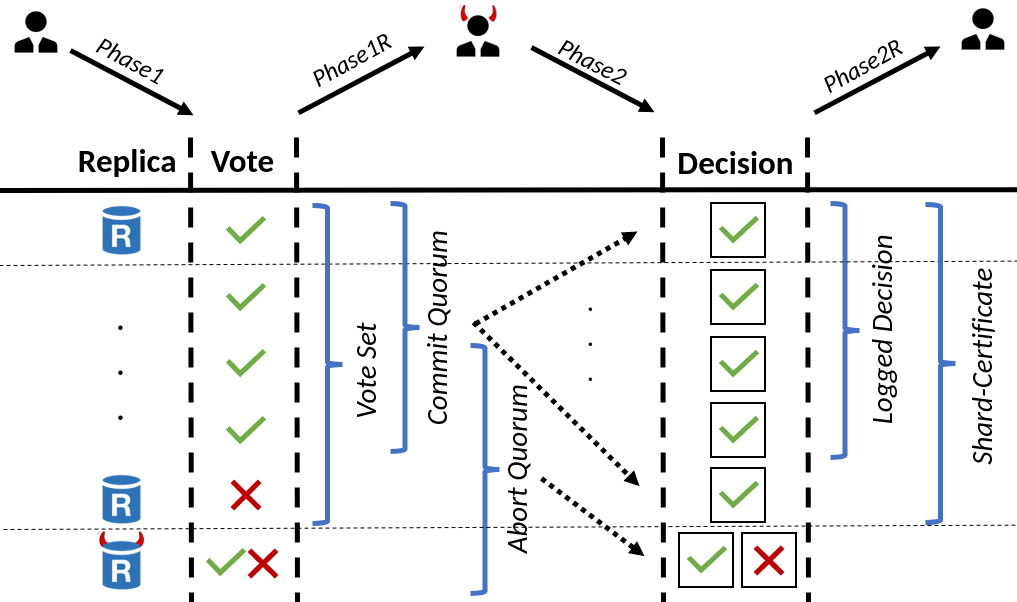 Phase1
Phase1R
Phase2
Phase2R
Replica
Vote
Decision
R
R
R
Vote Set
Commit Quorum
Abort Quorum
Logged Decision
Shard-Certificate